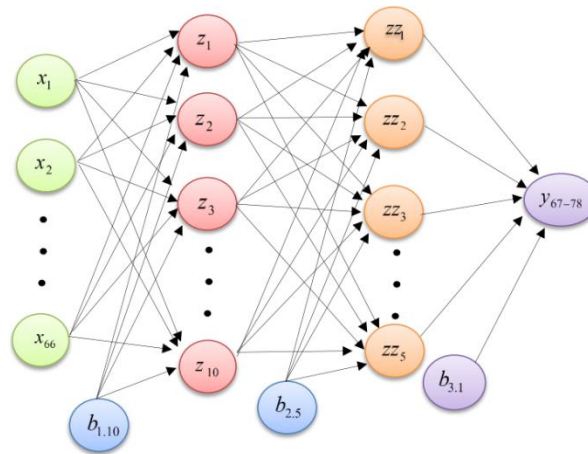 x₁
x₂
x₆₆
b₁.₁₀
z₁
z₂
z₃
z₁₀
b₂.₅
zz₁
zz₂
zz₃
zz₅
b₃.₁
y₆₇₋₇₈